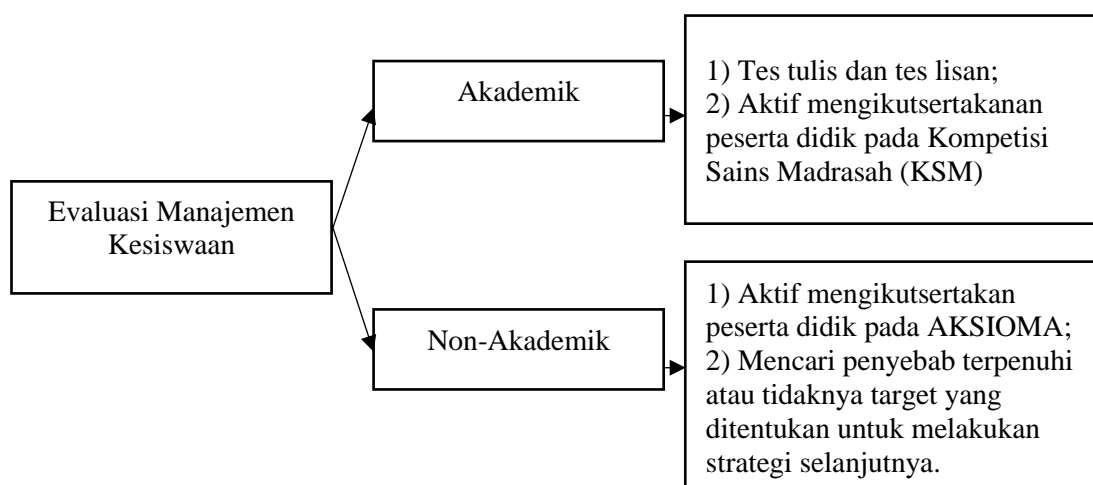 Evaluasi Manajemen
Kesiswaan
Akademik
1) Tes tulis dan tes lisan;
2) Aktif mengikutsertakanan
peserta didik pada Kompetisi
Sains Madrasah (KSM)
Non-Akademik
1) Aktif mengikutsertakan
peserta didik pada AKSIOMA;
2) Mencari penyebab terpenuhi
atau tidaknya target yang
ditentukan untuk melakukan
strategi selanjutnya.